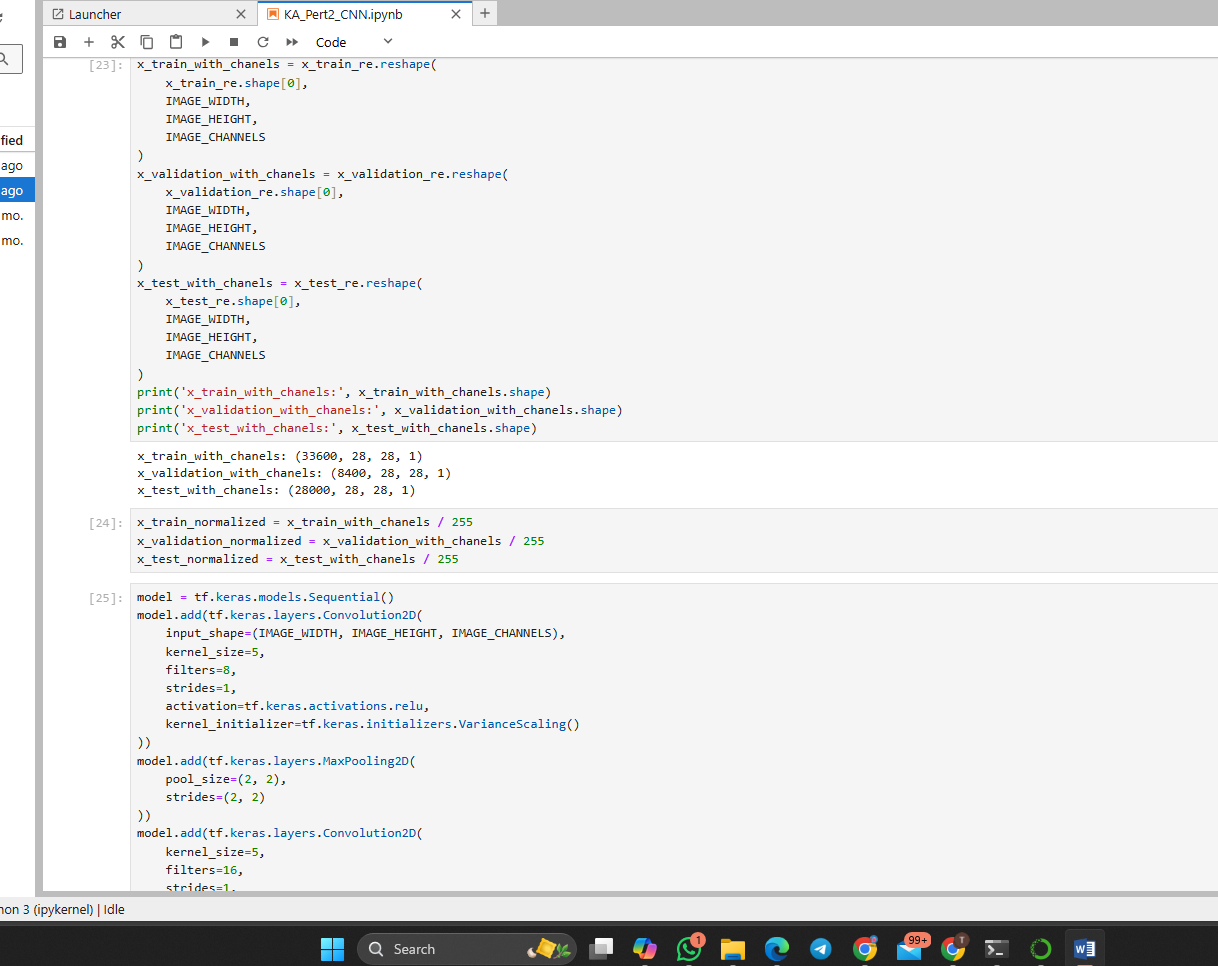 Launcher
KA_Pert2_CNN.ipynb
Code
fied
ago
ago
mo.
mo.
[23]:
x_train_with_chanels = x_train_re.reshape(
    x_train_re.shape[0],
    IMAGE_WIDTH,
    IMAGE_HEIGHT,
    IMAGE_CHANNELS
)
x_validation_with_chanels = x_validation_re.reshape(
    x_validation_re.shape[0],
    IMAGE_WIDTH,
    IMAGE_HEIGHT,
    IMAGE_CHANNELS
)
x_test_with_chanels = x_test_re.reshape(
    x_test_re.shape[0],
    IMAGE_WIDTH,
    IMAGE_HEIGHT,
    IMAGE_CHANNELS
)
print('x_train_with_chanels:', x_train_with_chanels.shape)
print('x_validation_with_chanels:', x_validation_with_chanels.shape)
print('x_test_with_chanels:', x_test_with_chanels.shape)
x_train_with_chanels: (33600, 28, 28, 1)
x_validation_with_chanels: (8400, 28, 28, 1)
x_test_with_chanels: (28000, 28, 28, 1)
[24]:
x_train_normalized = x_train_with_chanels / 255
x_validation_normalized = x_validation_with_chanels / 255
x_test_normalized = x_test_with_chanels / 255
[25]:
model = tf.keras.models.Sequential()
model.add(tf.keras.layers.Convolution2D(
    input_shape=(IMAGE_WIDTH, IMAGE_HEIGHT, IMAGE_CHANNELS),
    kernel_size=5,
    filters=8,
    strides=1,
    activation=tf.keras.activations.relu,
    kernel_initializer=tf.keras.initializers.VarianceScaling()
))
model.add(tf.keras.layers.MaxPooling2D(
    pool_size=(2, 2),
    strides=(2, 2)
))
model.add(tf.keras.layers.Convolution2D(
    kernel_size=5,
    filters=16,
    strides=1,
hon 3 (ipykernel) | Idle
Search
1
99+
T
W